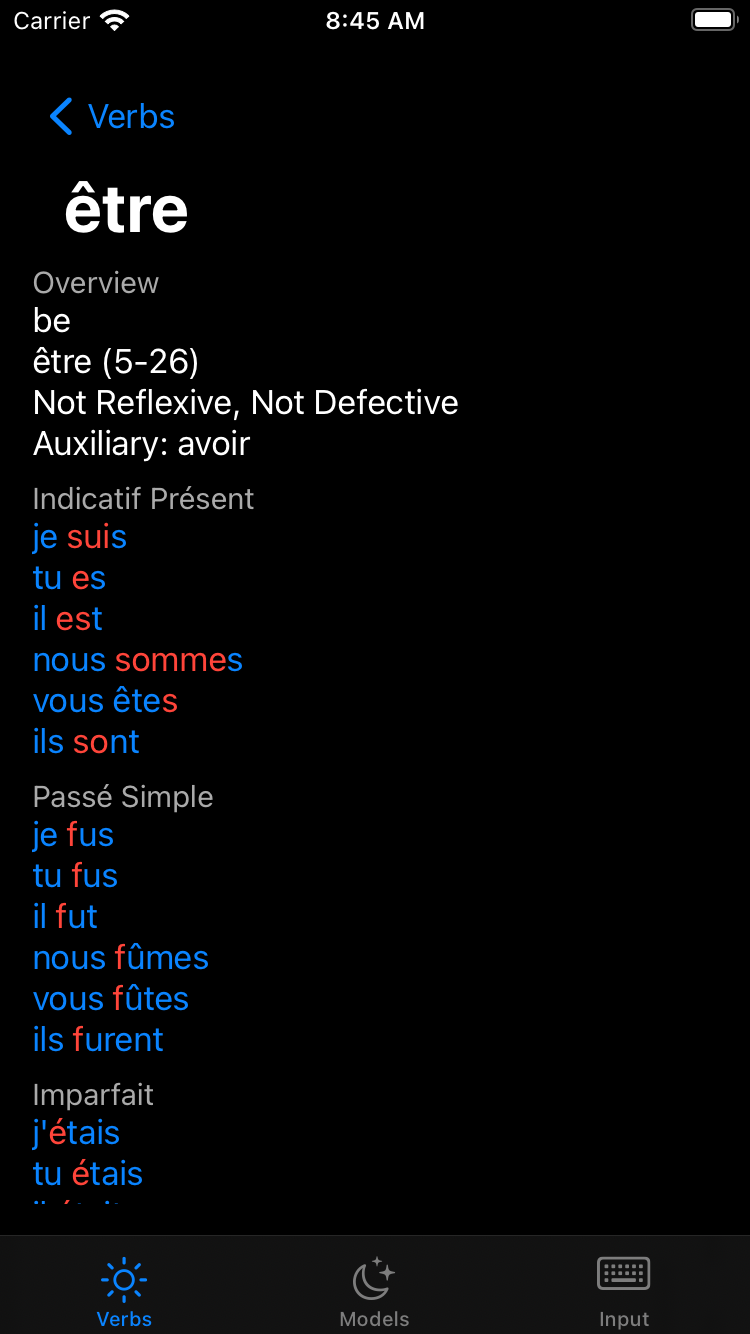 Carrier 8:45 AM
Verbs
être
Overview
be
être (5-26)
Not Reflexive, Not Defective
Auxiliary: avoir
Indicatif Présent
je suis
tu es
il est
nous sommes
vous êtes
ils sont
Passé Simple
je fus
tu fus
il fut
nous fûmes
vous fûtes
ils furent
Imparfait
j'étais
tu étais
Verbs Models Input